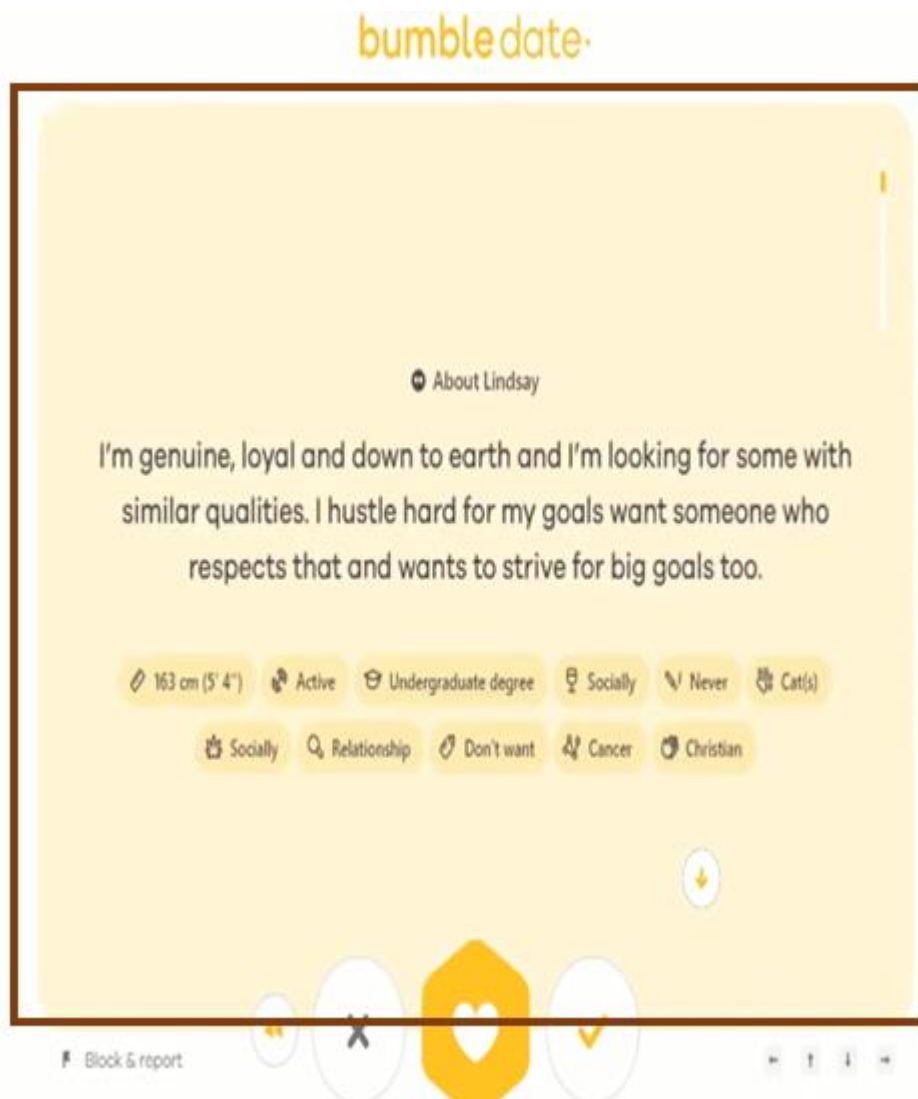 bumble date·
About Lindsay
I'm genuine, loyal and down to earth and I'm looking for some with
similar qualities. I hustle hard for my goals want someone who
respects that and wants to strive for big goals too.
163 cm (5' 4") Active Undergraduate degree Socially Never Cat(s)
Socially Relationship Don't want Cancer Christian
Block & report